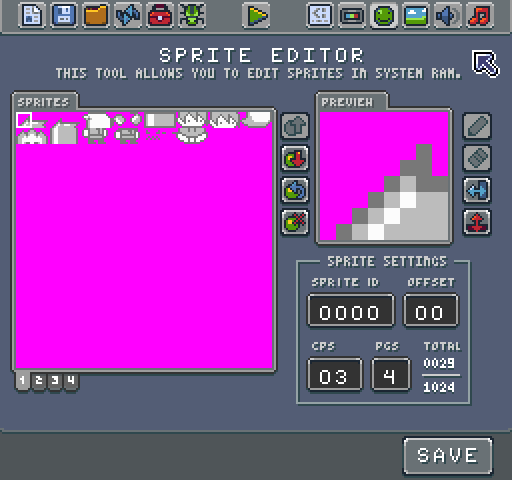 SPRITE EDITOR
THIS TOOL ALLOWS YOU TO EDIT SPRITES IN SYSTEM RAM.
SPRITES
PREVIEW
SPRITE SETTINGS
SPRITE ID OFFSET
0000 00
CPS PGS TOTAL
03 4 0029
1024
1 2 3 4
SAVE